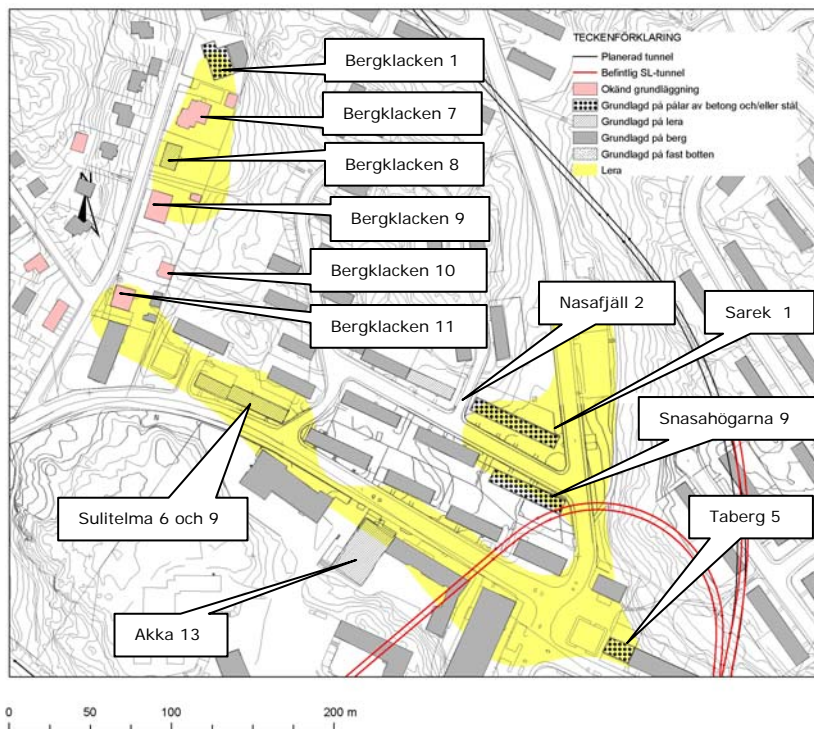 TECKENFÖRKLARING
Planerad tunnel
Befintlig SL-tunnel
Okänd grundläggning
Grundlagd på pålar av betong och/eller stål
Grundlagd på lera
Grundlagd på berg
Grundlagd på fast botten
Lera
Bergklacken 1
Bergklacken 7
Bergklacken 8
Bergklacken 9
Bergklacken 10
Bergklacken 11
Nasafjäll 2
Sarek 1
Snasahögarna 9
Taberg 5
Sulitelma 6 och 9
Akka 13
N
0 50 100 200 m